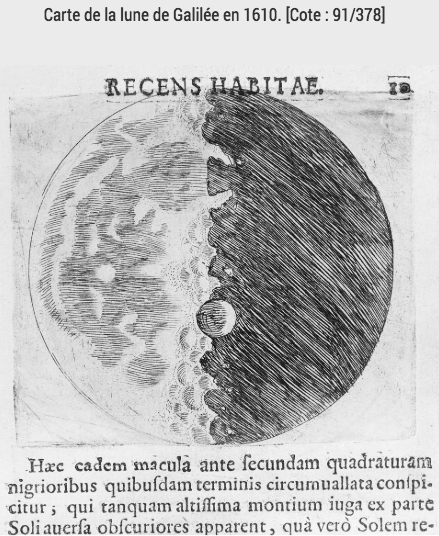 Carte de la lune de Galilée en 1610. [Cote : 91/378]
RECENS HABITAE.
10
Hæc eadem macula ante ſecundam quadraturam
nigrioribus quibuſdam terminis circumuallata conſpi-
citur; qui tanquam altiſſima montium iuga ex parte
Soli auerſa obſcuriores apparent, quà verò Solem re-